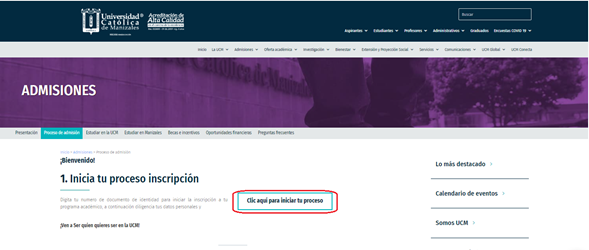 Universidad®
Católica
de Manizales
Acreditación de
Alta Calidad
Buscar
Aspirantes Estudiantes Profesores Administrativos Graduados Encuestas COVID 19
Inicio La UCM Admisiones Oferta académica Investigación Bienestar Extensión y Proyección Social Servicios Comunicaciones UCM Global UCM Conecta
ADMISIONES
Presentación Proceso de admisión Estudiar en la UCM Estudiar en Manizales Becas e incentivos Oportunidades financieras Preguntas frecuentes
Inicio > Admisiones > Proceso de admisión
¡Bienvenido!
1. Inicia tu proceso inscripción
Digita tu numero de documento de identidad para iniciar la inscripción a tu
programa académico, a continuación diligencia tus datos personales y
¡Ven a Ser quien quieres ser en la UCM!
Clic aquí para iniciar tu proceso
Lo más destacado >
Calendario de eventos >
Somos UCM >